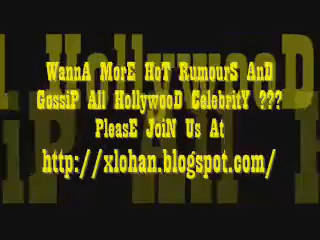 WannA MorE HoT RumourS AnD
GossiP All HollywooD CelebritY ???
PleasE JoiN Us At
http://xlohan.blogspot.com/